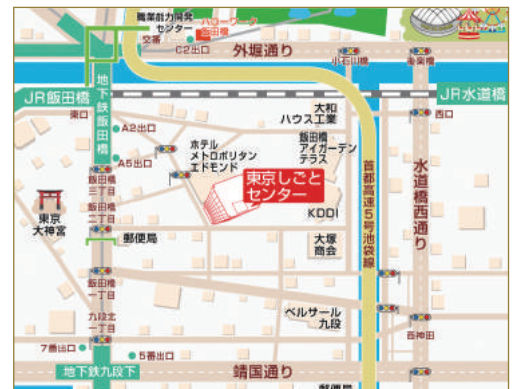 職業能力開発
センター
ハローワーク
飯田橋
交番
C2出口
外堀通り
小石川橋
後楽橋
地下鉄飯田橋
JR飯田橋
JR水道橋
東口
西口
A2出口
大和
ハウス工業
ホテル
メトロポリタン
エドモンド
飯田橋
アイガーデン
テラス
A5出口
飯田橋
三丁目
東京しごと
センター
首都高速5号池袋線
水道橋西通り
東京
大神宮
飯田橋
二丁目
KDDI
郵便局
大塚
商会
飯田橋
一丁目
ベルサール
九段
九段北
一丁目
西神田
7番出口
5番出口
地下鉄九段下
靖国通り
郵便局